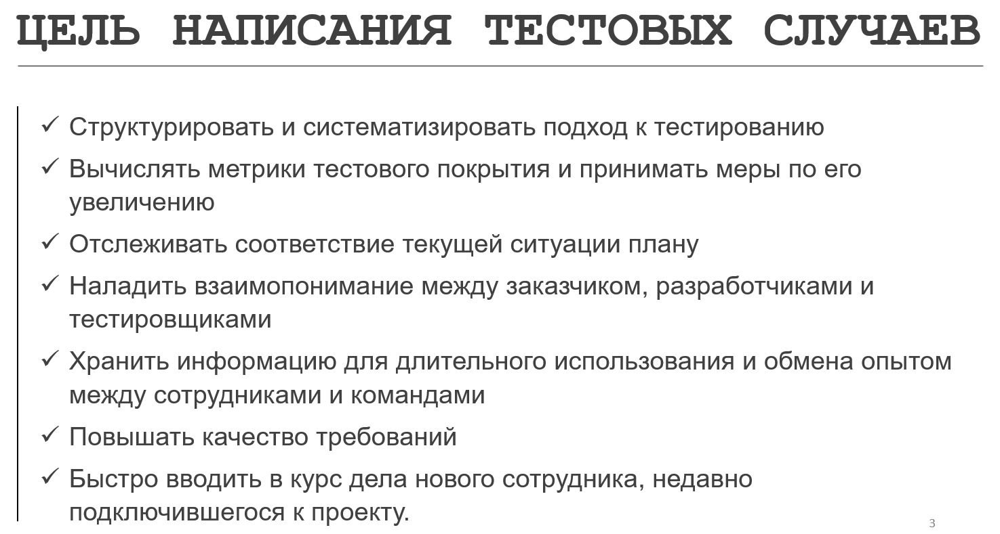 ЦЕЛЬ НАПИСАНИЯ ТЕСТОВЫХ СЛУЧАЕВ
✓ Структурировать и систематизировать подход к тестированию
✓ Вычислять метрики тестового покрытия и принимать меры по его
увеличению
✓ Отслеживать соответствие текущей ситуации плану
✓ Наладить взаимопонимание между заказчиком, разработчиками и
тестировщиками
✓ Хранить информацию для длительного использования и обмена опытом
между сотрудниками и командами
✓ Повышать качество требований
✓ Быстро вводить в курс дела нового сотрудника, недавно
подключившегося к проекту.
3